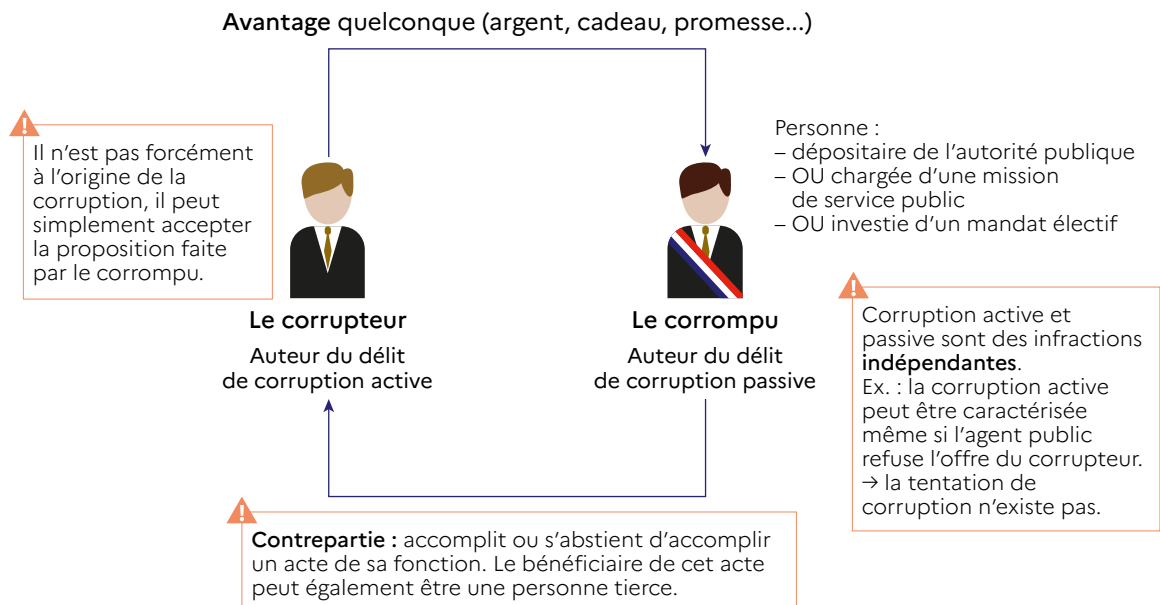 Avantage quelconque (argent, cadeau, promesse...)
Il n’est pas forcément
à l’origine de la
corruption, il peut
simplement accepter
la proposition faite
par le corrompu.
Personne :
– dépositaire de l’autorité publique
– OU chargée d’une mission
de service public
– OU investie d’un mandat électif
Le corrupteur
Auteur du délit
de corruption active
Le corrompu
Auteur du délit
de corruption passive
Corruption active et
passive sont des infractions
indépendantes.
Ex. : la corruption active
peut être caractérisée
même si l’agent public
refuse l’offre du corrupteur.
→ la tentation de
corruption n’existe pas.
Contrepartie : accomplit ou s’abstient d’accomplir
un acte de sa fonction. Le bénéficiaire de cet acte
peut également être une personne tierce.